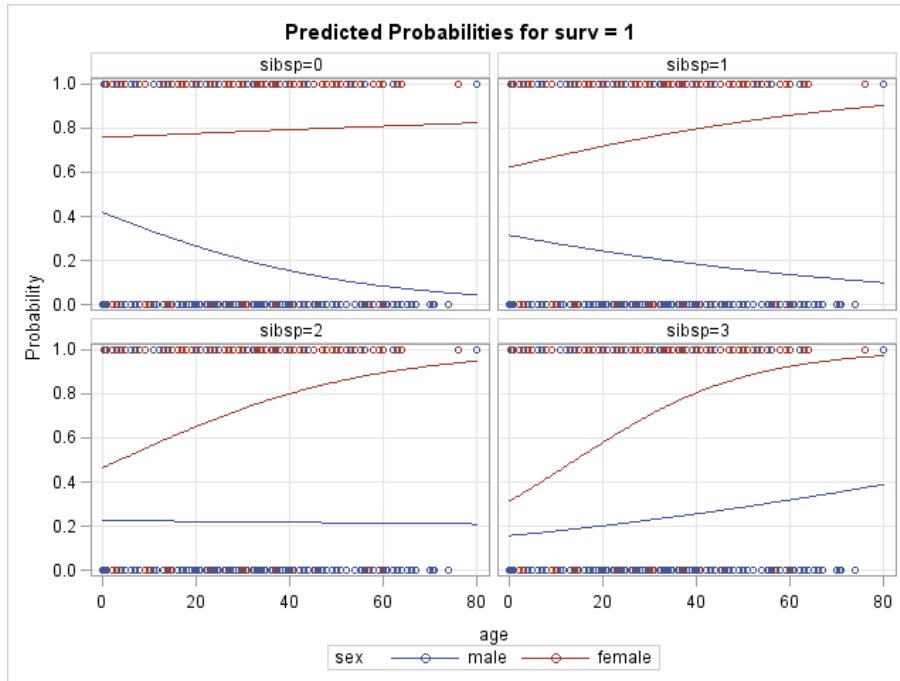 Predicted Probabilities for surv = 1
sibsp=0 sibsp=1
1.0
0.8
0.6
0.4
0.2
0.0
Probability
sibsp=2 sibsp=3
1.0
0.8
0.6
0.4
0.2
0.0
0 20 40 60 80 0 20 40 60 80
age
sex male female